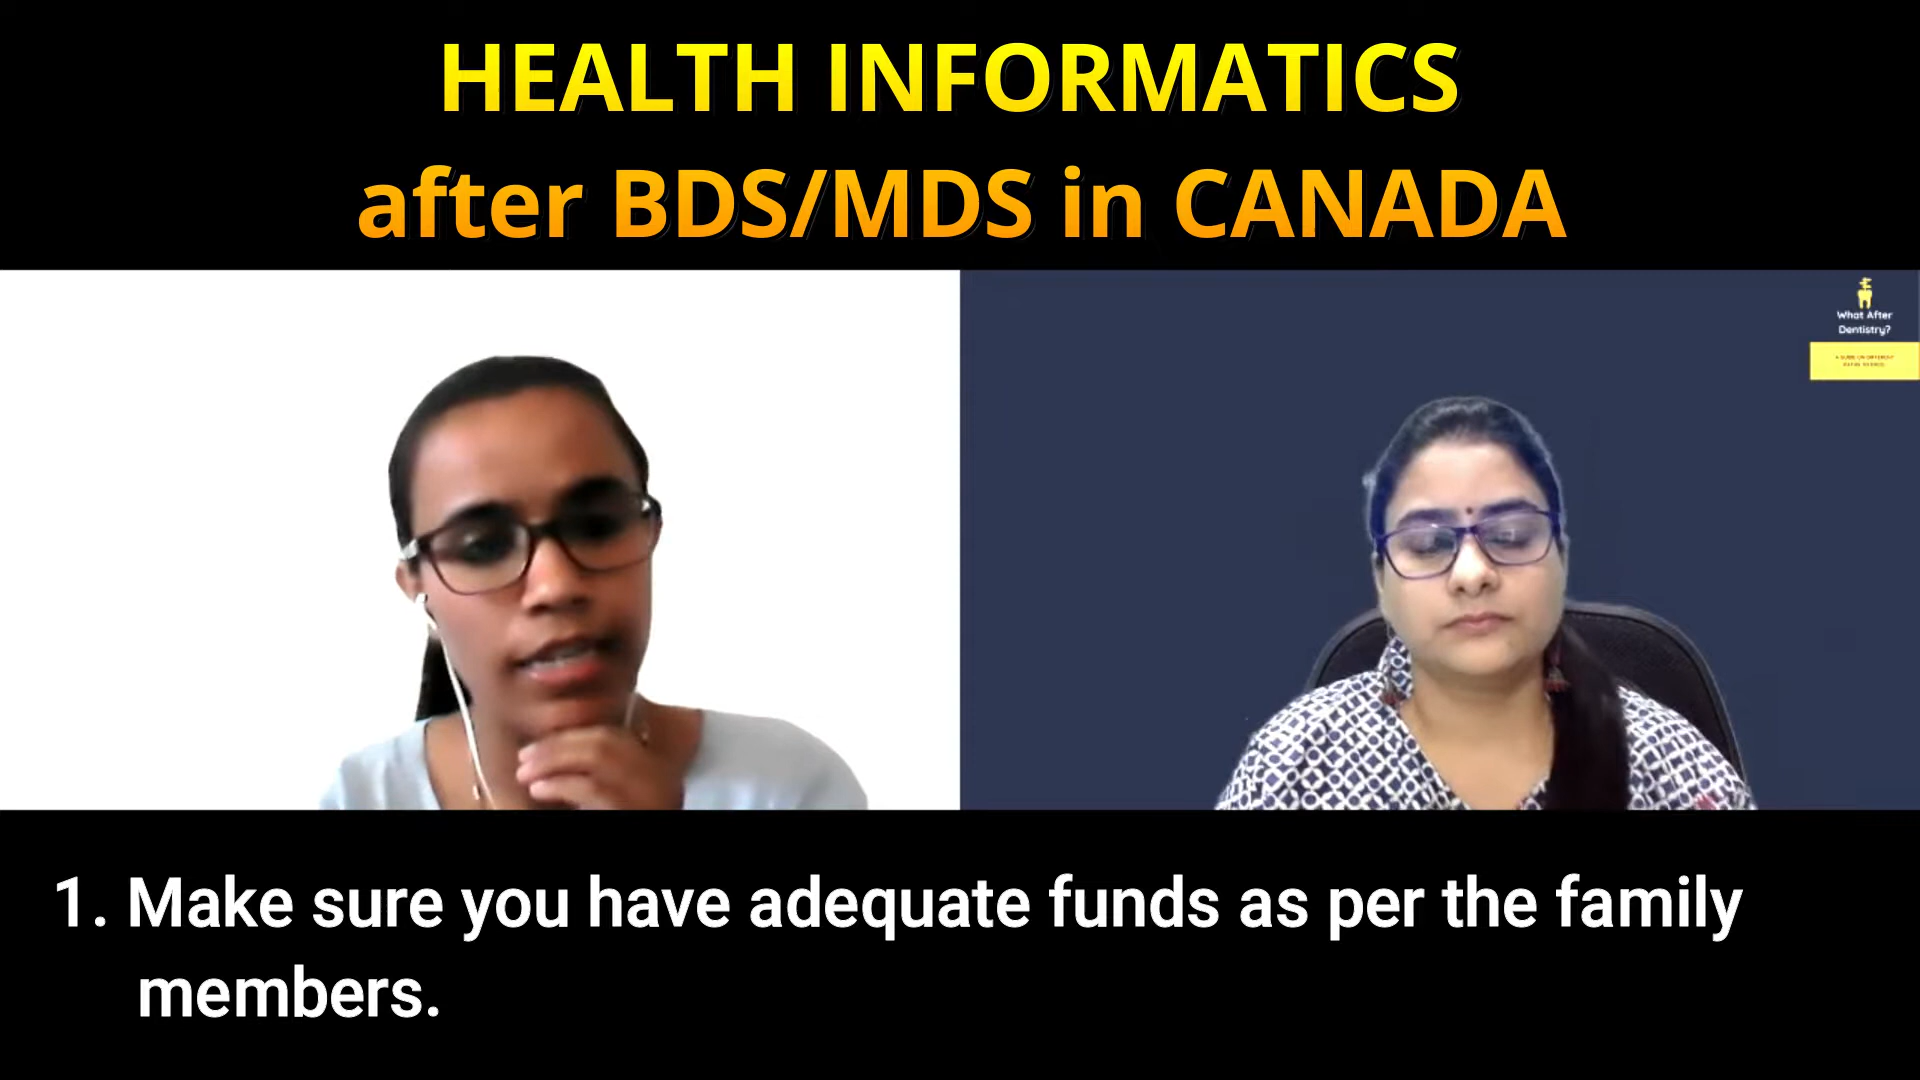 HEALTH INFORMATICS
after BDS/MDS in CANADA
What After
Dentistry?
1. Make sure you have adequate funds as per the family
members.